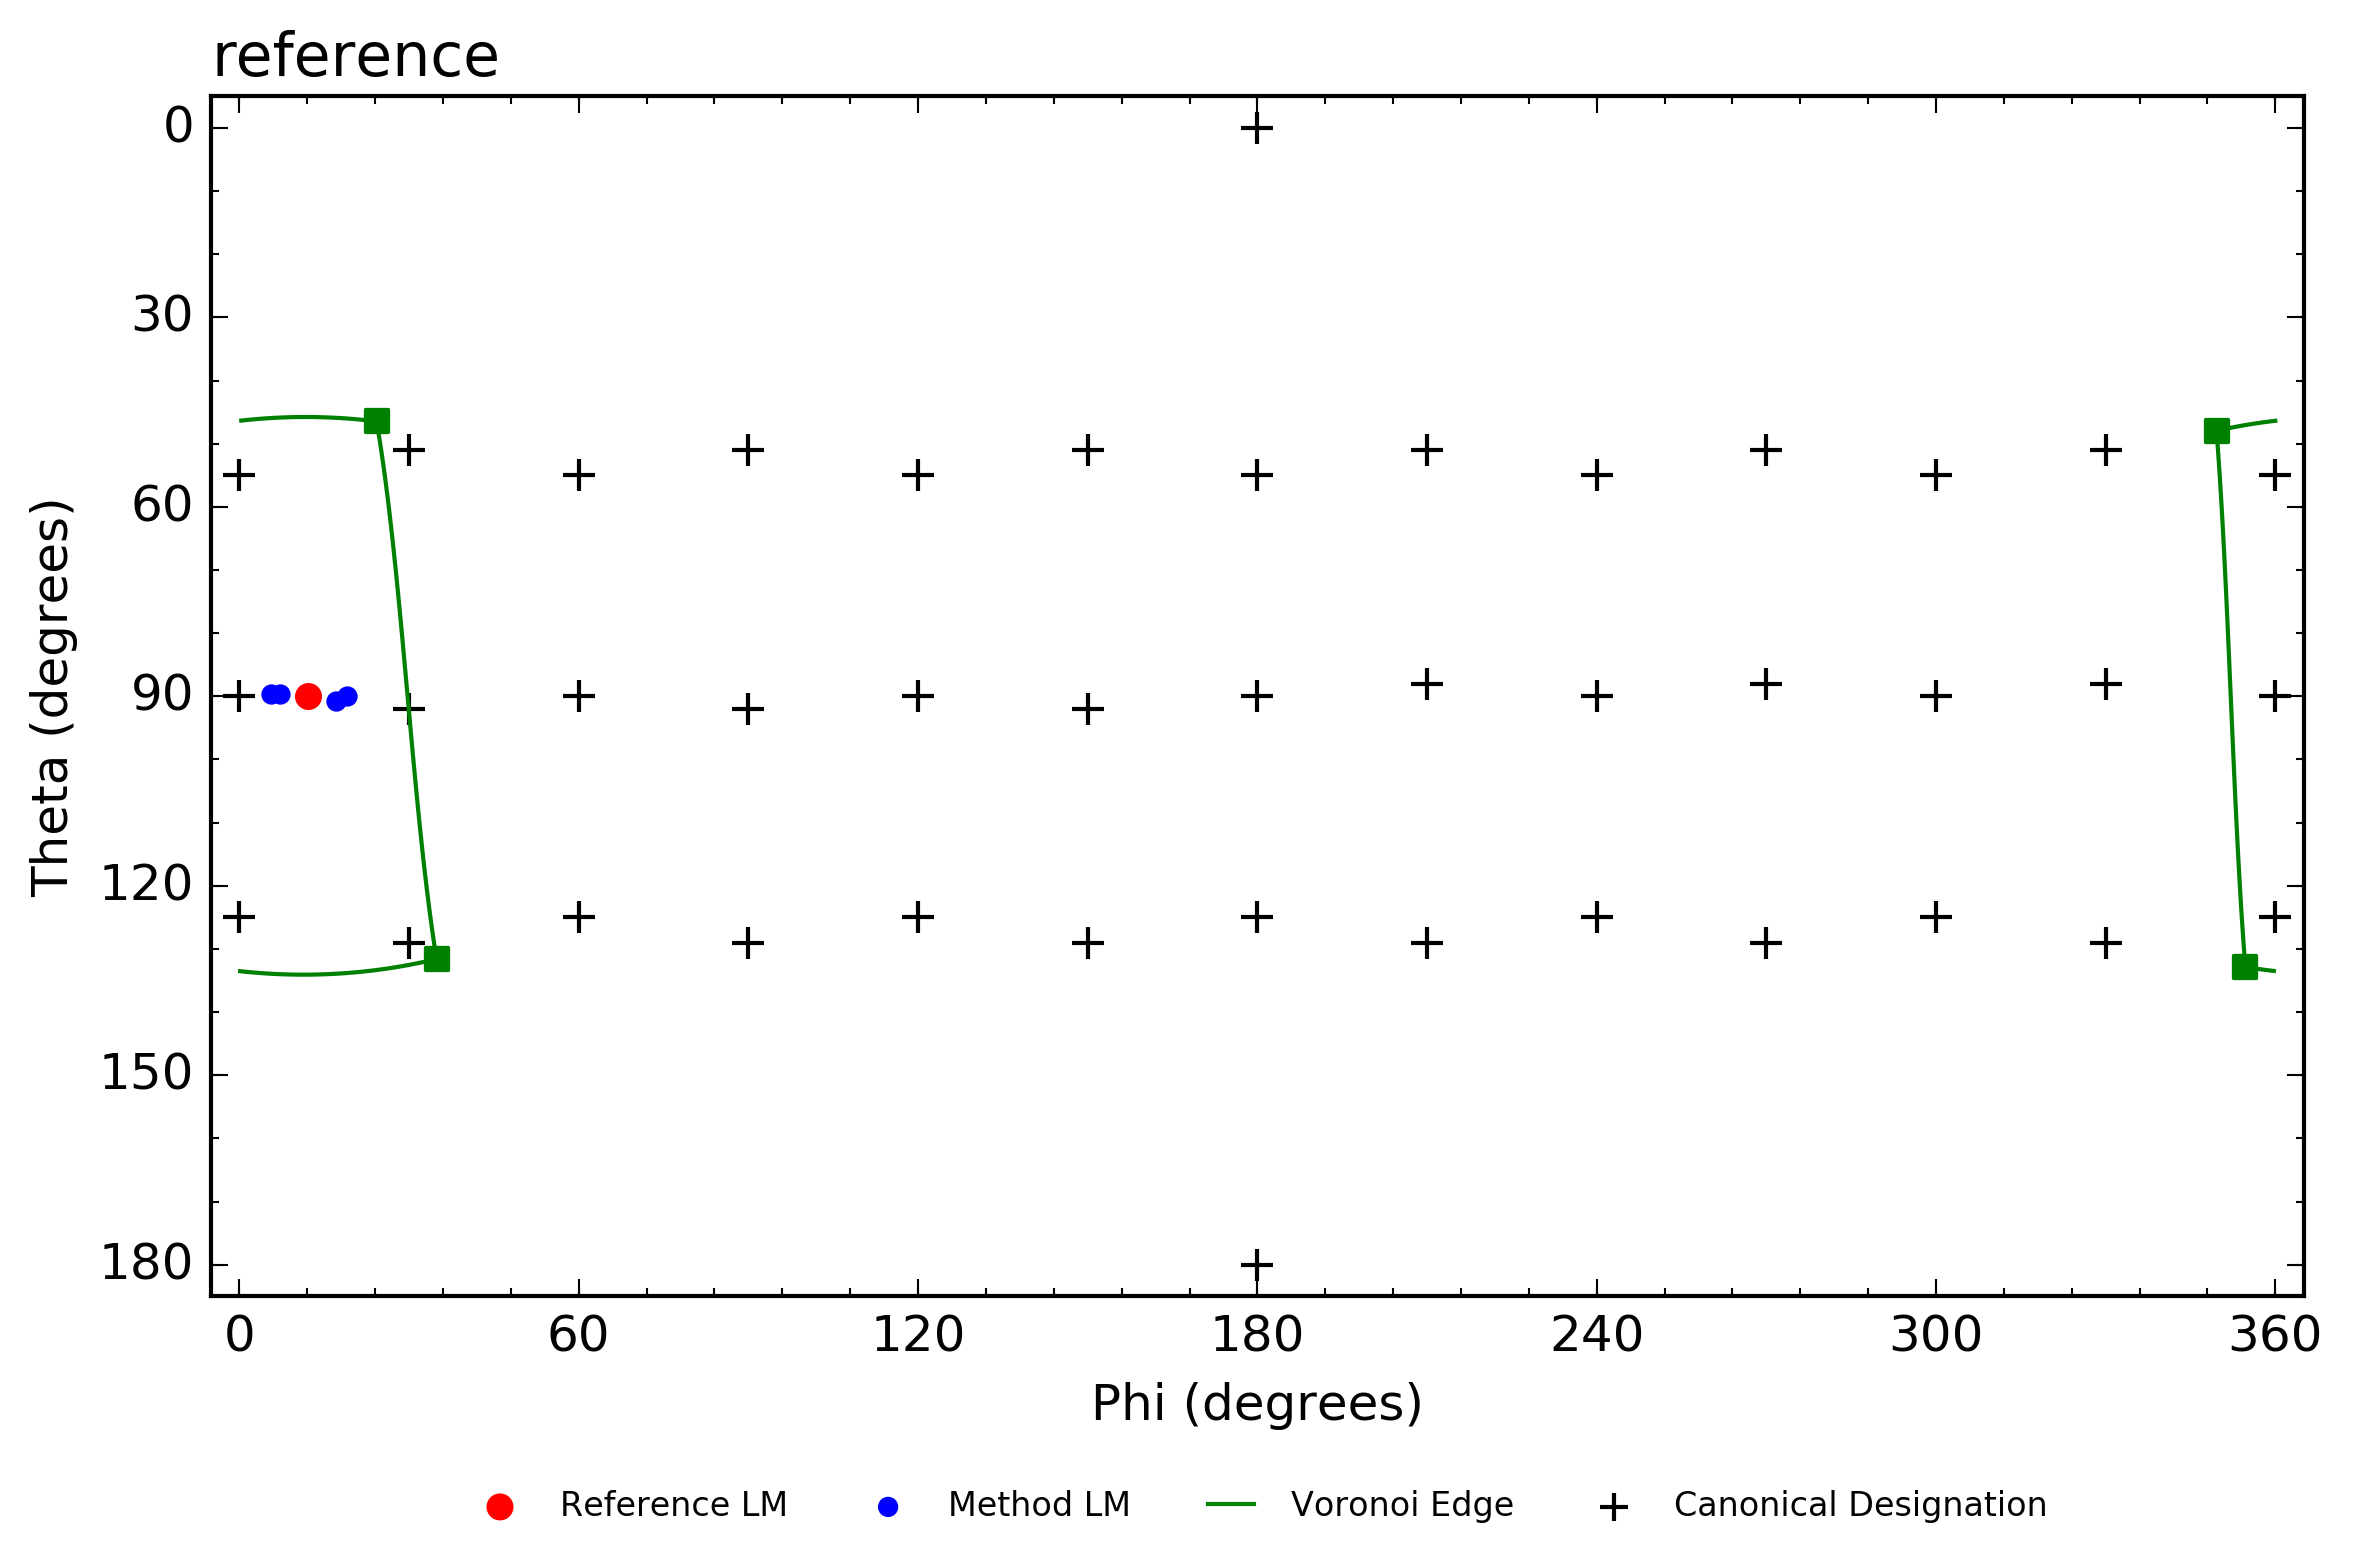 reference
0
30
60
90
120
150
180
Theta (degrees)
0 60 120 180 240 300 360
Phi (degrees)
Reference LM Method LM Voronoi Edge Canonical Designation